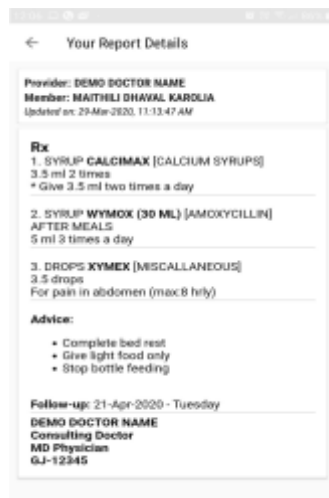 Your Report Details
Provider: DEMO DOCTOR NAME
Member: MAITHILI DHAVAL KAROLIA
Updated on: 29-Mar-2020, 11:13:47 AM
Rx
1. SYRUP CALCIMAX [CALCIUM SYRUPS]
3.5 ml 2 times
* Give 3.5 ml two times a day
2. SYRUP WYMOX (30 ML) [AMOXYCILLIN]
AFTER MEALS
5 ml 3 times a day
3. DROPS XYMEX [MISCALLANEOUS]
3.5 drops
For pain in abdomen (max:8 hrly)
Advice:
• Complete bed rest
• Give light food only
• Stop bottle feeding
Follow-up: 21-Apr-2020 - Tuesday
DEMO DOCTOR NAME
Consulting Doctor
MD Physician
GJ-12345